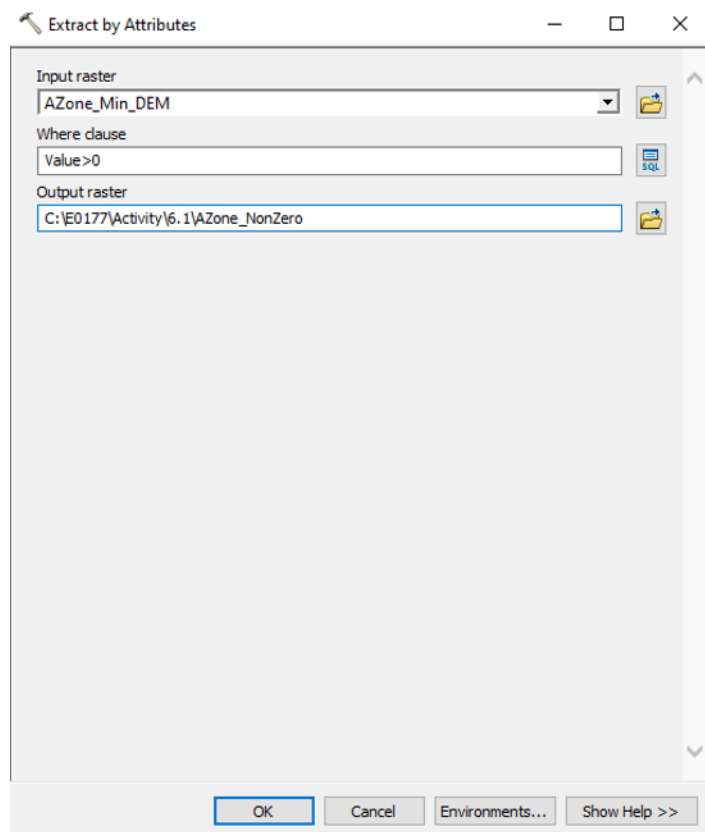 Extract by Attributes
Input raster
AZone_Min_DEM
Where clause
Value>0
SQL
Output raster
C:\E0177\Activity\6.1\AZone_NonZero
OK Cancel Environments... Show Help >>